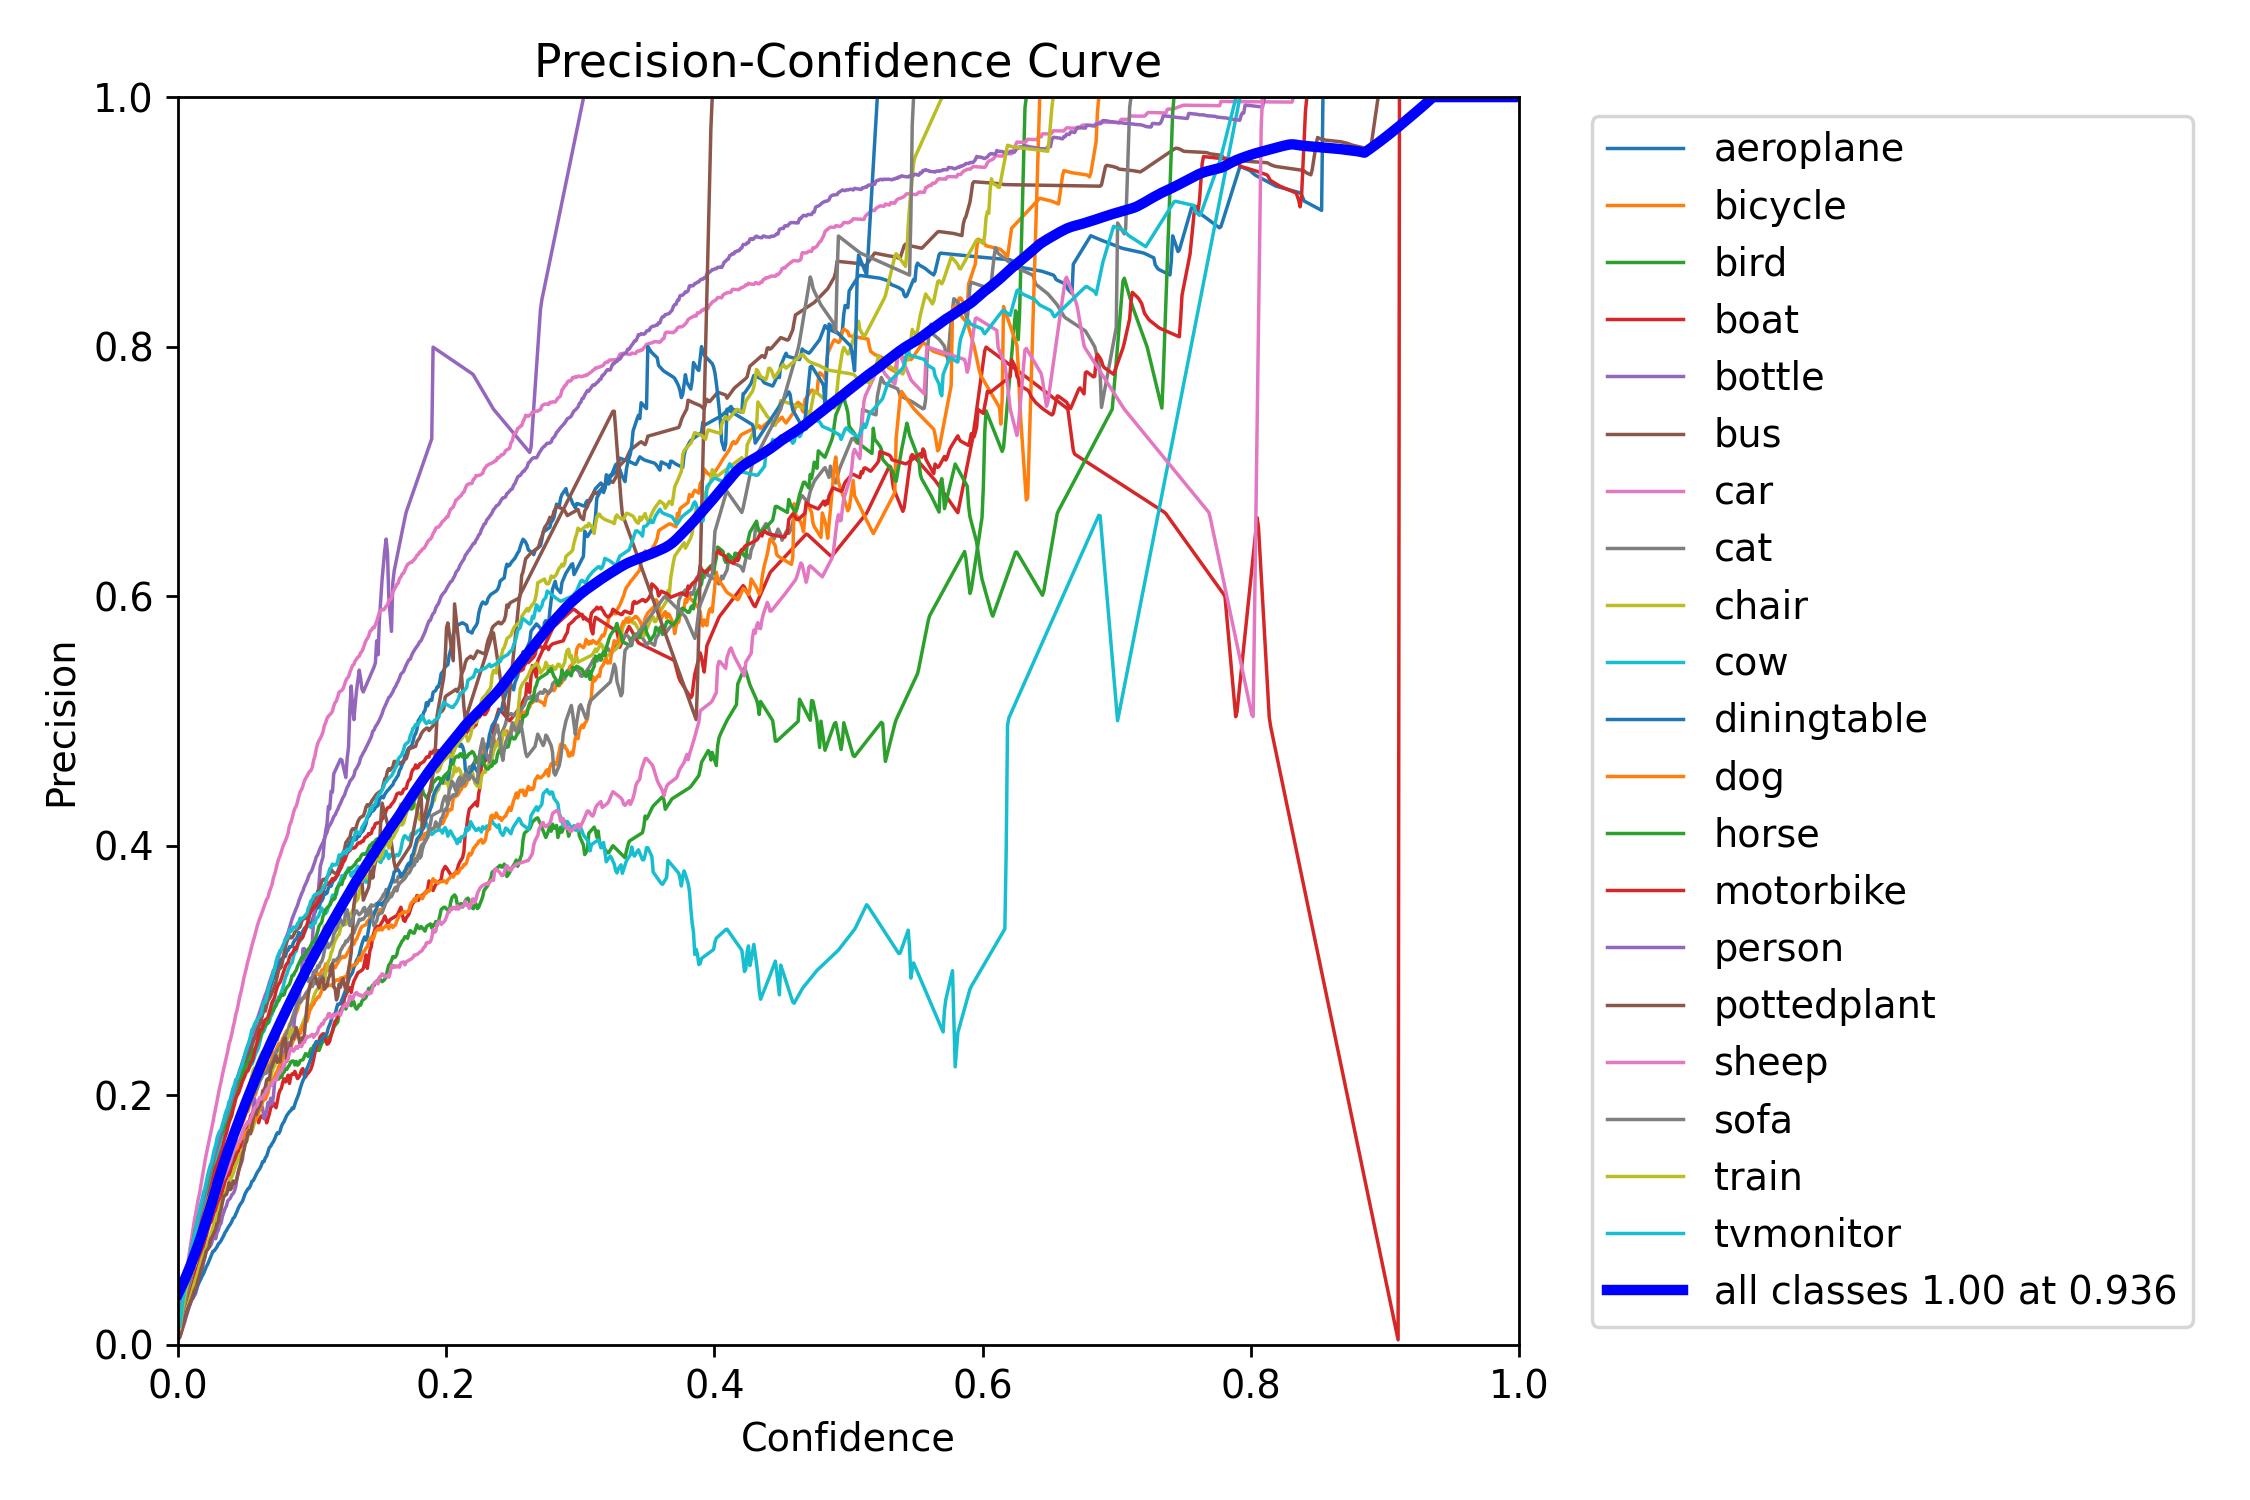 Precision-Confidence Curve
1.0
0.8
0.6
0.4
0.2
0.0
Precision
0.0 0.2 0.4 0.6 0.8 1.0
Confidence
aeroplane
bicycle
bird
boat
bottle
bus
car
cat
chair
cow
diningtable
dog
horse
motorbike
person
pottedplant
sheep
sofa
train
tvmonitor
all classes 1.00 at 0.936